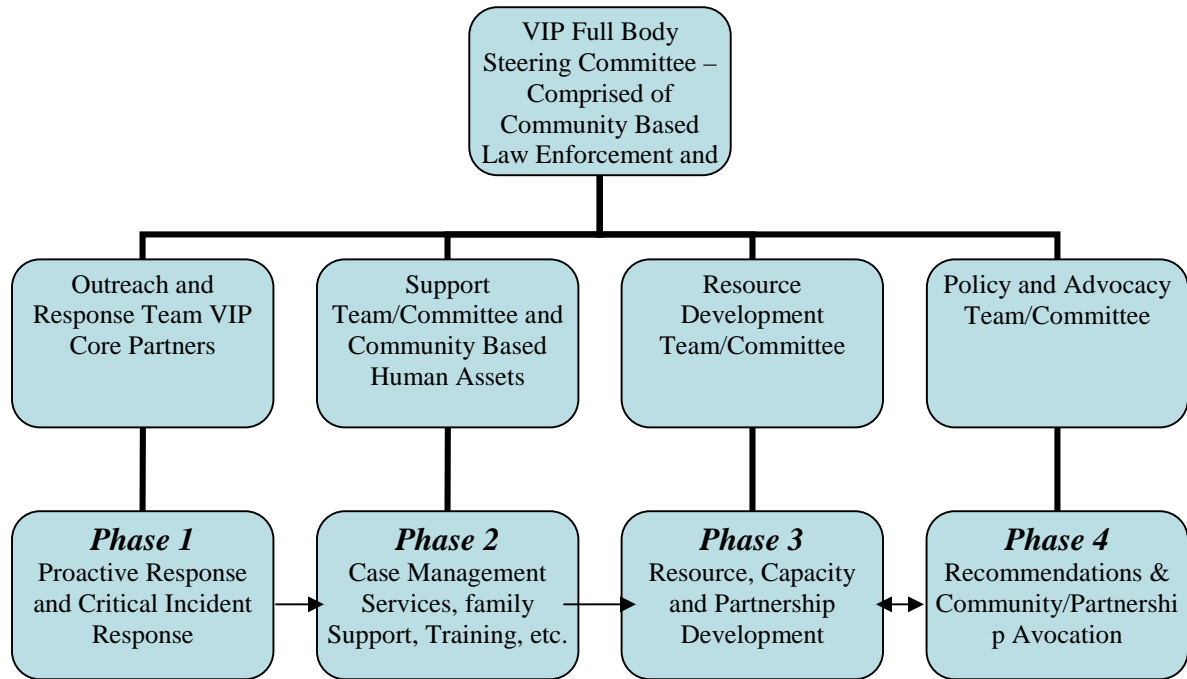 VIP Full Body
Steering Committee –
Comprised of
Community Based
Law Enforcement and
Outreach and
Response Team VIP
Core Partners
Support
Team/Committee and
Community Based
Human Assets
Resource
Development
Team/Committee
Policy and Advocacy
Team/Committee
Phase 1
Proactive Response
and Critical Incident
Response
Phase 2
Case Management
Services, family
Support, Training, etc.
Phase 3
Resource, Capacity
and Partnership
Development
Phase 4
Recommendations &
Community/Partnershi
p Avocation